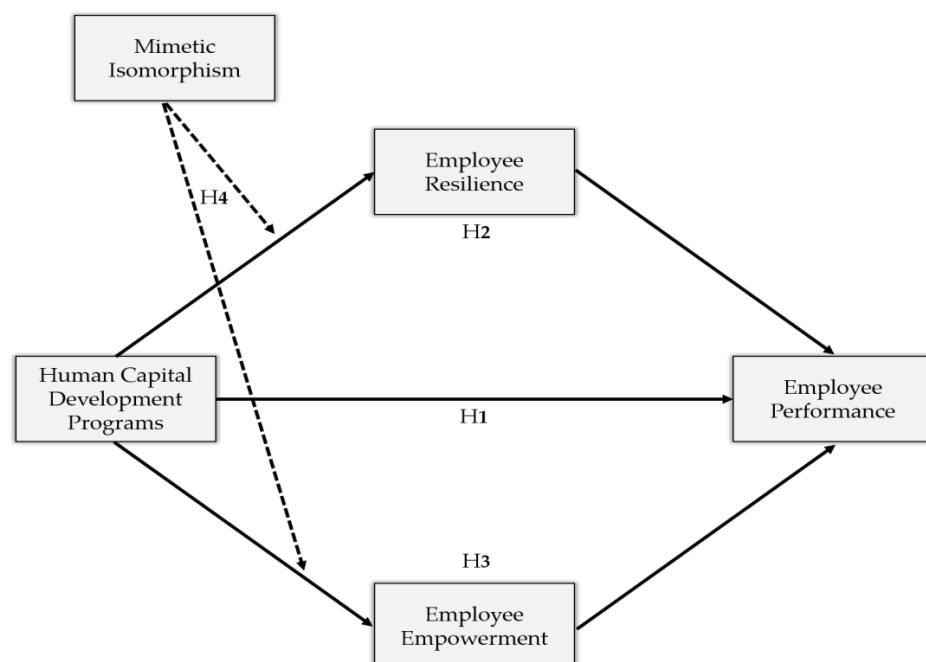 Mimetic
Isomorphism
Employee
Resilience
H4
H2
Human Capital
Development
Programs
H1
Employee
Performance
H3
Employee
Empowerment